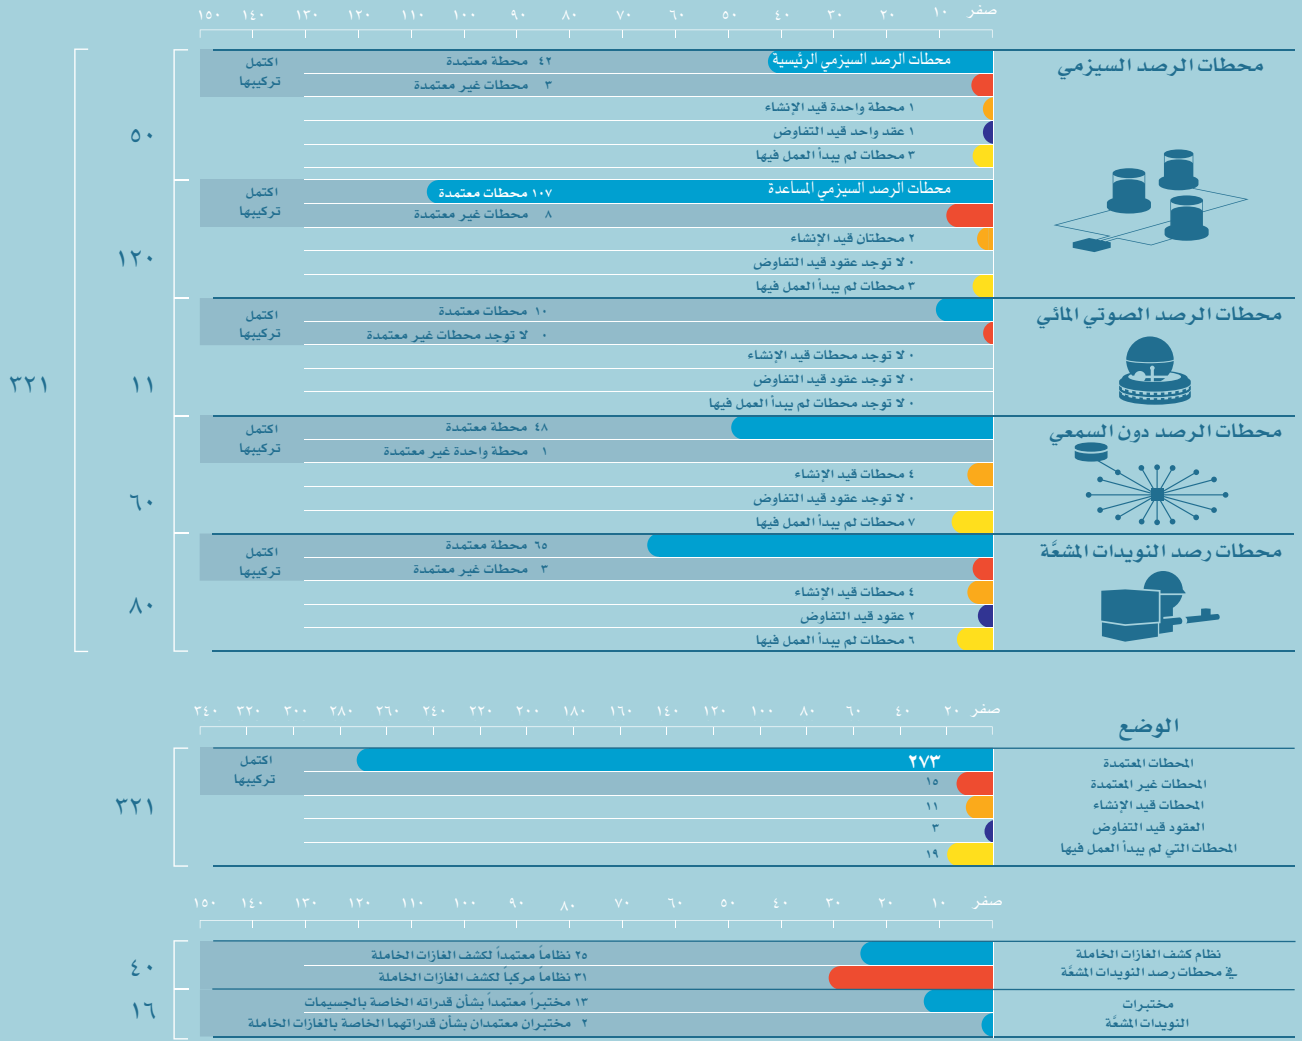 صفر ١٠ ٢٠ ٣٠ ٤٠ ٥٠ ٦٠ ٧٠ ٨٠ ٩٠ ١٠٠ ١١٠ ١٢٠ ١٣٠ ١٤٠ ١٥٠
محطات الرصد السيزمي
محطات الرصد السيزمي الرئيسية
٤٢ محطة معتمدة
٣ محطات غير معتمدة
اكتمل
تركيبها
١ محطة واحدة قيد الإنشاء
١ عقد واحد قيد التفاوض
٣ محطات لم يبدأ العمل فيها
٥٠
محطات الرصد السيزمي المساعدة
١٠٧ محطات معتمدة
٨ محطات غير معتمدة
اكتمل
تركيبها
٢ محطتان قيد الإنشاء
٠ لا توجد عقود قيد التفاوض
٣ محطات لم يبدأ العمل فيها
١٢٠
محطات الرصد الصوتي المائي
١٠ محطات معتمدة
٠ لا توجد محطات غير معتمدة
اكتمل
تركيبها
٠ لا توجد محطات قيد الإنشاء
٠ لا توجد عقود قيد التفاوض
٠ لا توجد محطات لم يبدأ العمل فيها
١١
٣٢١
محطات الرصد دون السمعي
٤٨ محطة معتمدة
١ محطة واحدة غير معتمدة
اكتمل
تركيبها
٤ محطات قيد الإنشاء
٠ لا توجد عقود قيد التفاوض
٧ محطات لم يبدأ العمل فيها
٦٠
محطات رصد النويدات المشعَّة
٦٥ محطة معتمدة
٣ محطات غير معتمدة
اكتمل
تركيبها
٤ محطات قيد الإنشاء
٢ عقود قيد التفاوض
٦ محطات لم يبدأ العمل فيها
٨٠
صفر ٢٠ ٤٠ ٦٠ ٨٠ ١٠٠ ١٢٠ ١٤٠ ١٦٠ ١٨٠ ٢٠٠ ٢٢٠ ٢٤٠ ٢٦٠ ٢٨٠ ٣٠٠ ٣٢٠ ٣٤٠
الوضع
المحطات المعتمدة
٢٧٣
اكتمل
تركيبها
المحطات غير المعتمدة
١٥
المحطات قيد الإنشاء
١١
العقود قيد التفاوض
٣
المحطات التي لم يبدأ العمل فيها
١٩
٣٢١
صفر ١٠ ٢٠ ٣٠ ٤٠ ٥٠ ٦٠ ٧٠ ٨٠ ٩٠ ١٠٠ ١١٠ ١٢٠ ١٣٠ ١٤٠ ١٥٠
نظام كشف الغازات الخاملة
في محطات رصد النويدات المشعَّة
٢٥ نظاماً معتمداً لكشف الغازات الخاملة
٣١ نظاماً مركباً لكشف الغازات الخاملة
٤٠
مختبرات
النويدات المشعَّة
١٣ مختبراً معتمداً بشأن قدراته الخاصة بالجسيمات
٢ مختبران معتمدان بشأن قدراتهما الخاصة بالغازات الخاملة
١٦